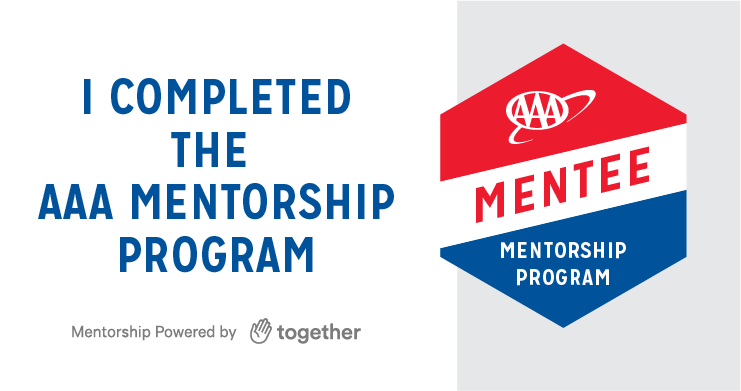 I COMPLETED
THE
AAA MENTORSHIP
PROGRAM
Mentorship Powered by together
AAA
MENTEE
MENTORSHIP
PROGRAM